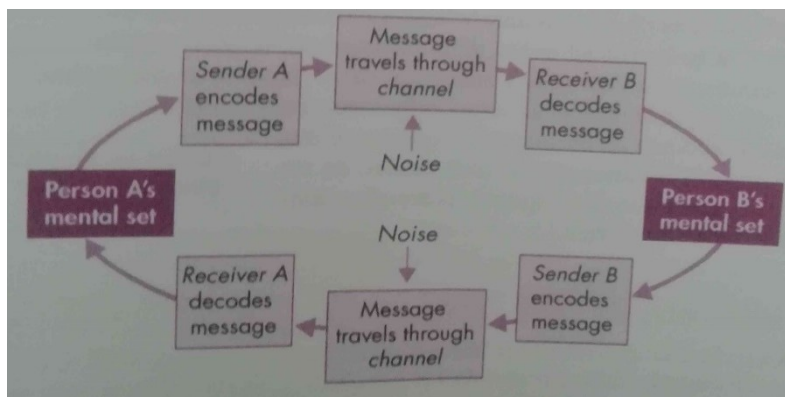 Message
travels through
channel
Sender A
encodes
message
Receiver B
decodes
message
Noise
Person A's
mental set
Person B's
mental set
Noise
Receiver A
decodes
message
Message
travels through
channel
Sender B
encodes
message